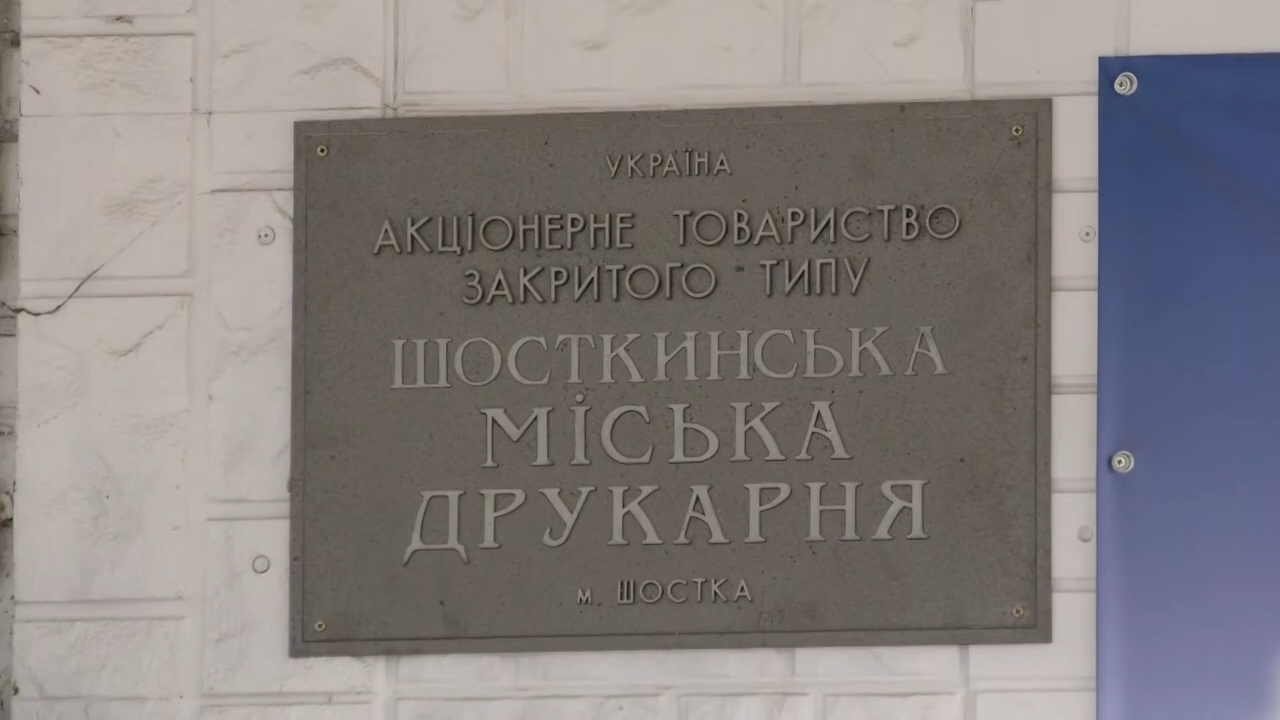 УКРАЇНА
АКЦІОНЕРНЕ ТОВАРИСТВО
ЗАКРИТОГО ТИПУ
ШОСТКИНСЬКА
МІСЬКА
ДРУКАРНЯ
м. ШОСТКА